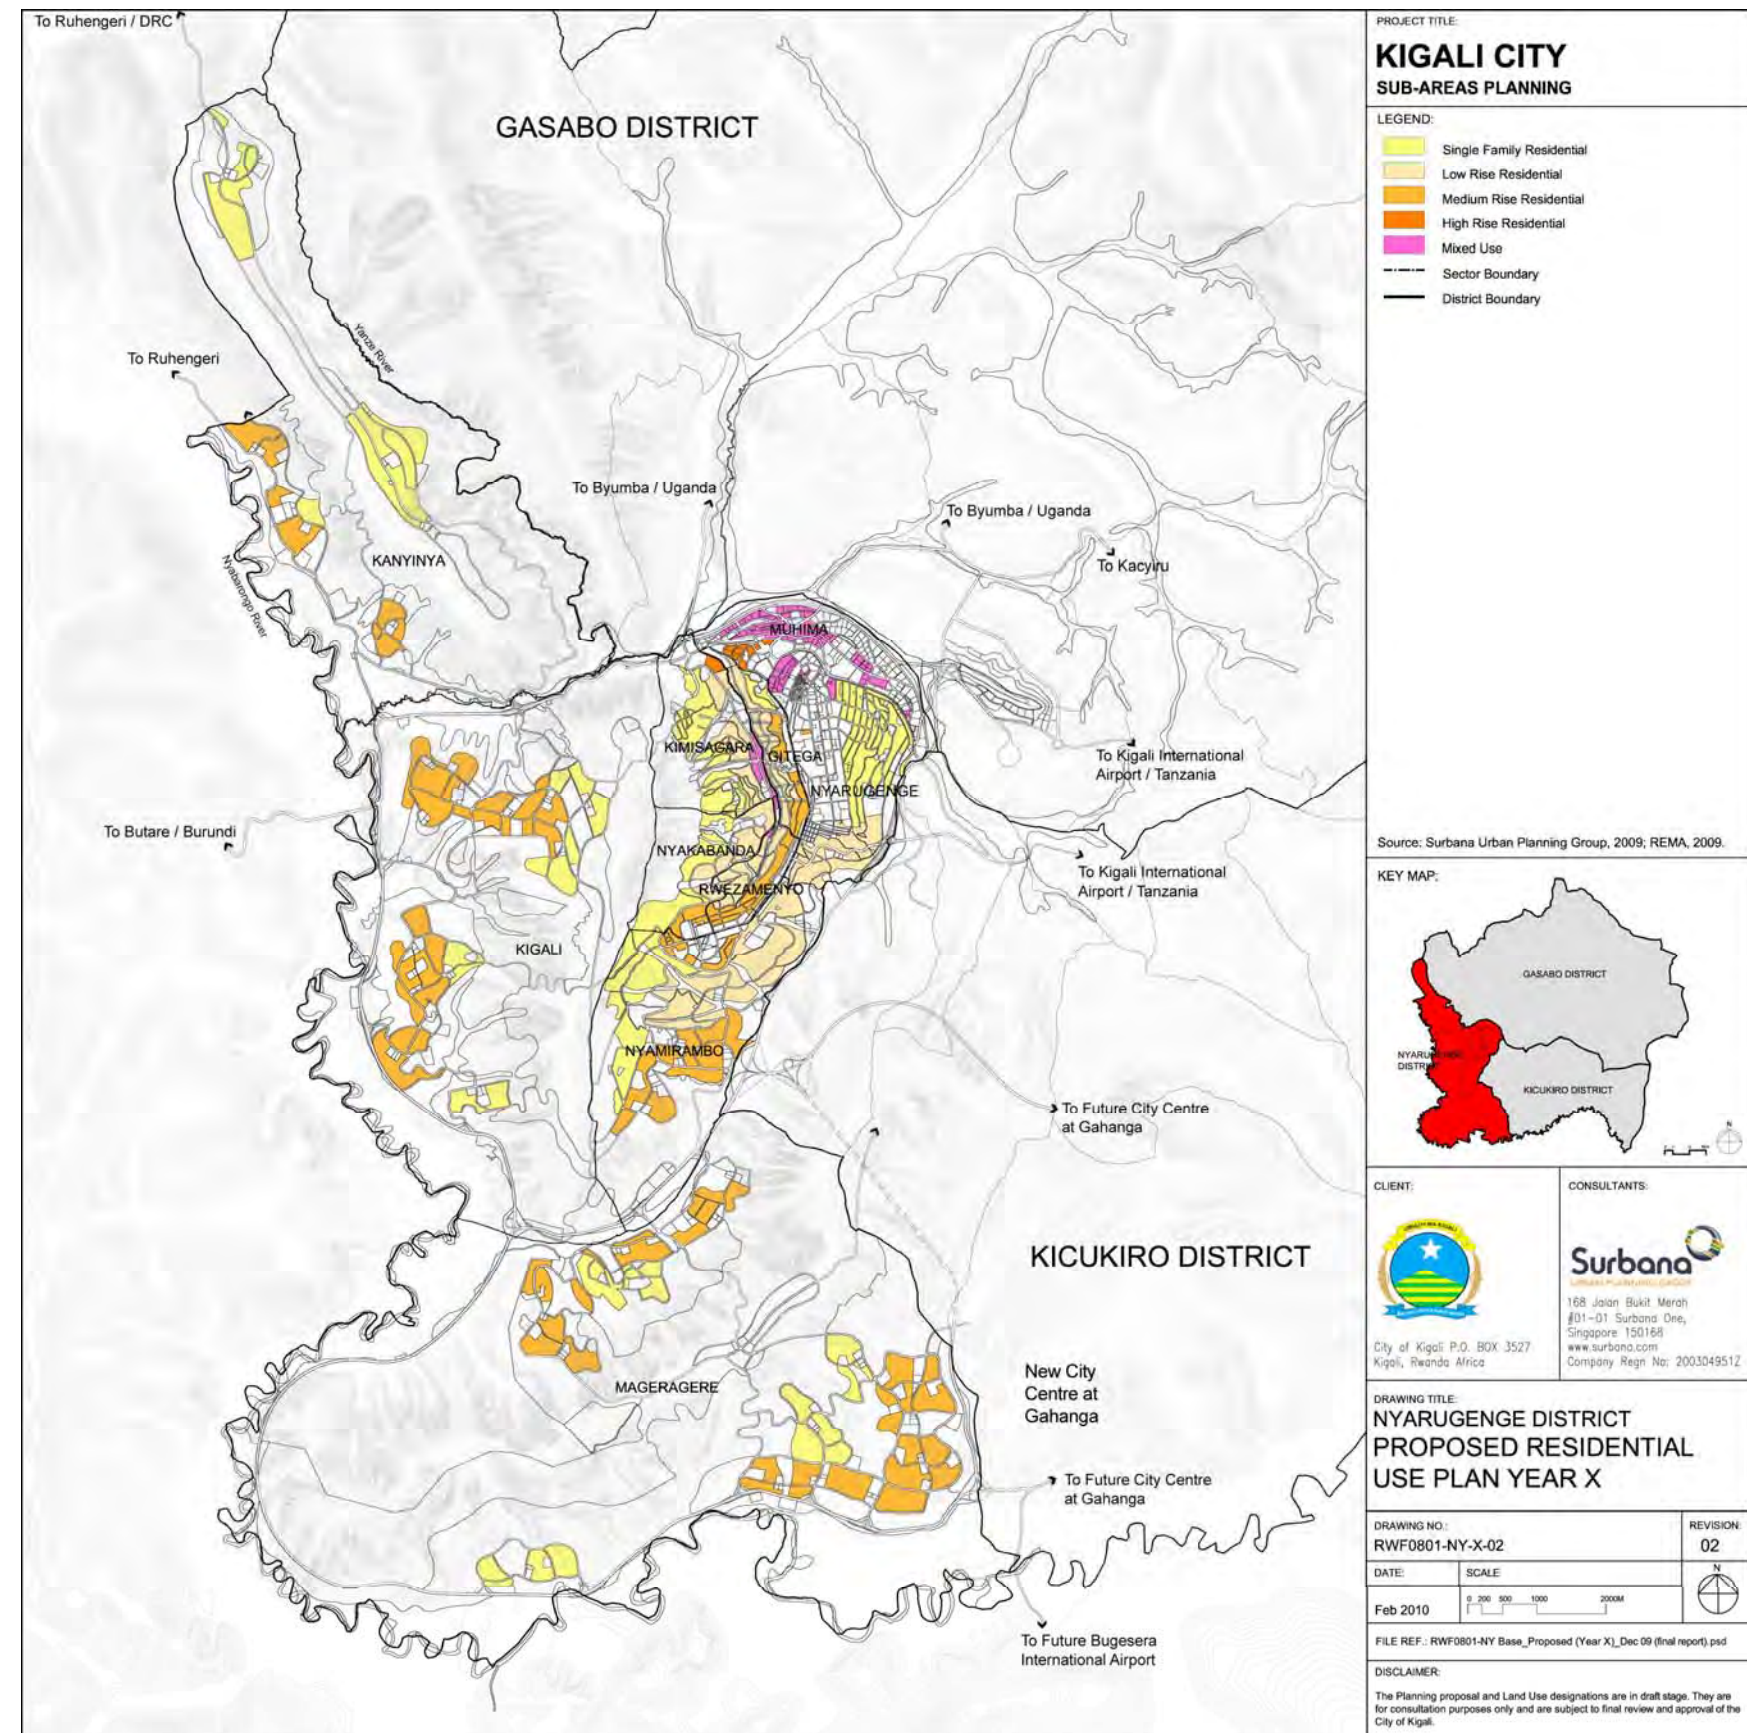 To Ruhengeri / DRC
GASABO DISTRICT
Yanze River
To Ruhengeri
To Byumba / Uganda
To Byumba / Uganda
To Kacyiru
KANYINYA
Nyabarongo River
MUHIMA
KIMISAGARA
GITEGA
NYARUGENGE
To Kigali International
Airport / Tanzania
To Butare / Burundi
NYAKABANDA
To Kigali International
Airport / Tanzania
RWEZAMENYO
KIGALI
NYAMIRAMBO
To Future City Centre
at Gahanga
KICUKIRO DISTRICT
MAGERAGERE
New City
Centre at
Gahanga
To Future City Centre
at Gahanga
To Future Bugesera
International Airport
PROJECT TITLE:
KIGALI CITY
SUB-AREAS PLANNING
LEGEND:
Single Family Residential
Low Rise Residential
Medium Rise Residential
High Rise Residential
Mixed Use
Sector Boundary
District Boundary
Source: Surbana Urban Planning Group, 2009; REMA, 2009.
KEY MAP:
GASABO DISTRICT
NYARUGENGE
DISTRICT
KICUKIRO DISTRICT
N
CLIENT:
City of Kigali P.O. BOX 3527
Kigali, Rwanda Africa
CONSULTANTS:
Surbana
URBAN PLANNING GROUP
168 Jalan Bukit Merah
#01-01 Surbana One,
Singapore 150168
www.surbana.com
Company Regn No: 200304951Z
DRAWING TITLE:
NYARUGENGE DISTRICT
PROPOSED RESIDENTIAL
USE PLAN YEAR X
DRAWING NO.:
RWF0801-NY-X-02
REVISION:
02
DATE:
Feb 2010
SCALE
0 200 500 1000 2000M
N
FILE REF.: RWF0801-NY Base_Proposed (Year X)_Dec 09 (final report).psd
DISCLAIMER:
The Planning proposal and Land Use designations are in draft stage. They are
for consultation purposes only and are subject to final review and approval of the
City of Kigali.